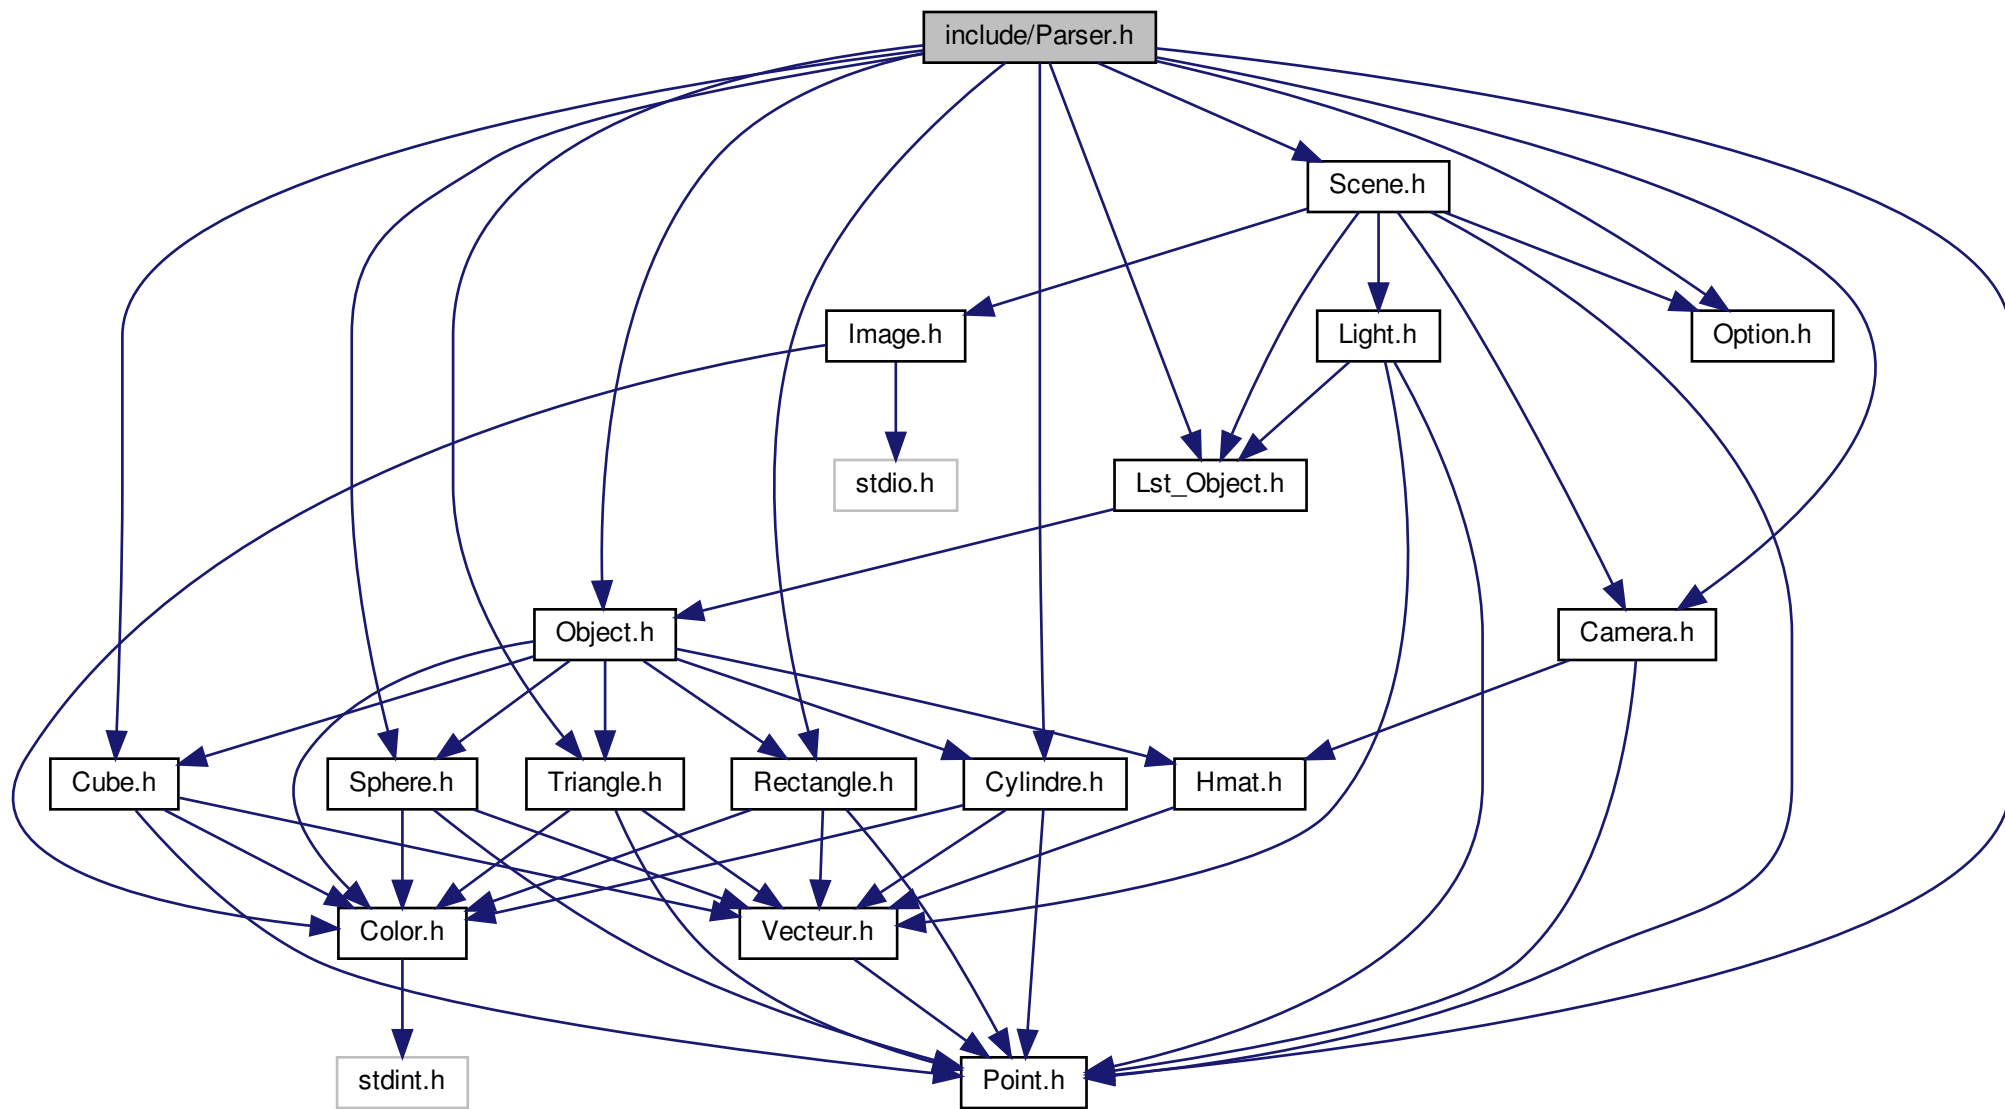 include/Parser.h
Scene.h
Image.h
Light.h
Option.h
stdio.h
Lst_Object.h
Object.h
Camera.h
Cube.h
Sphere.h
Triangle.h
Rectangle.h
Cylindre.h
Hmat.h
Color.h
Vecteur.h
stdint.h
Point.h